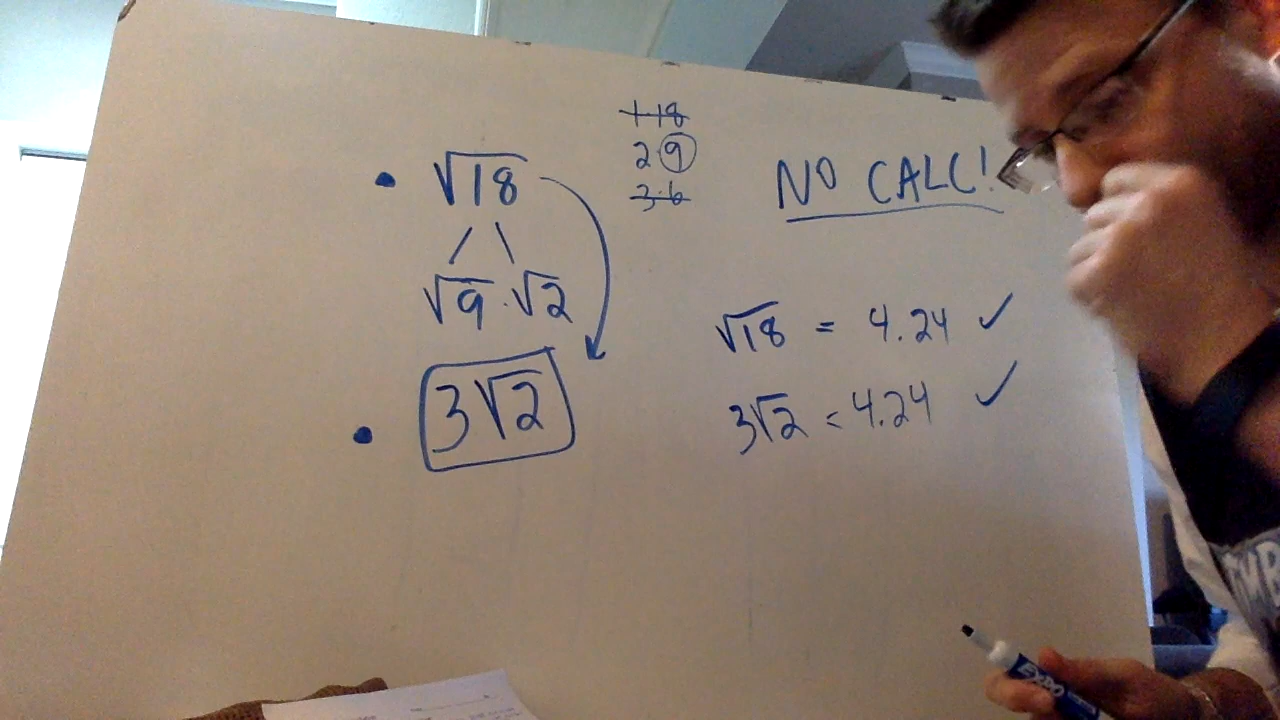 √18
√9 · √2
3√2
1·18
2·9
3·6
NO CALC!
√18 = 4.24 ✓
3√2 = 4.24 ✓
EXPO